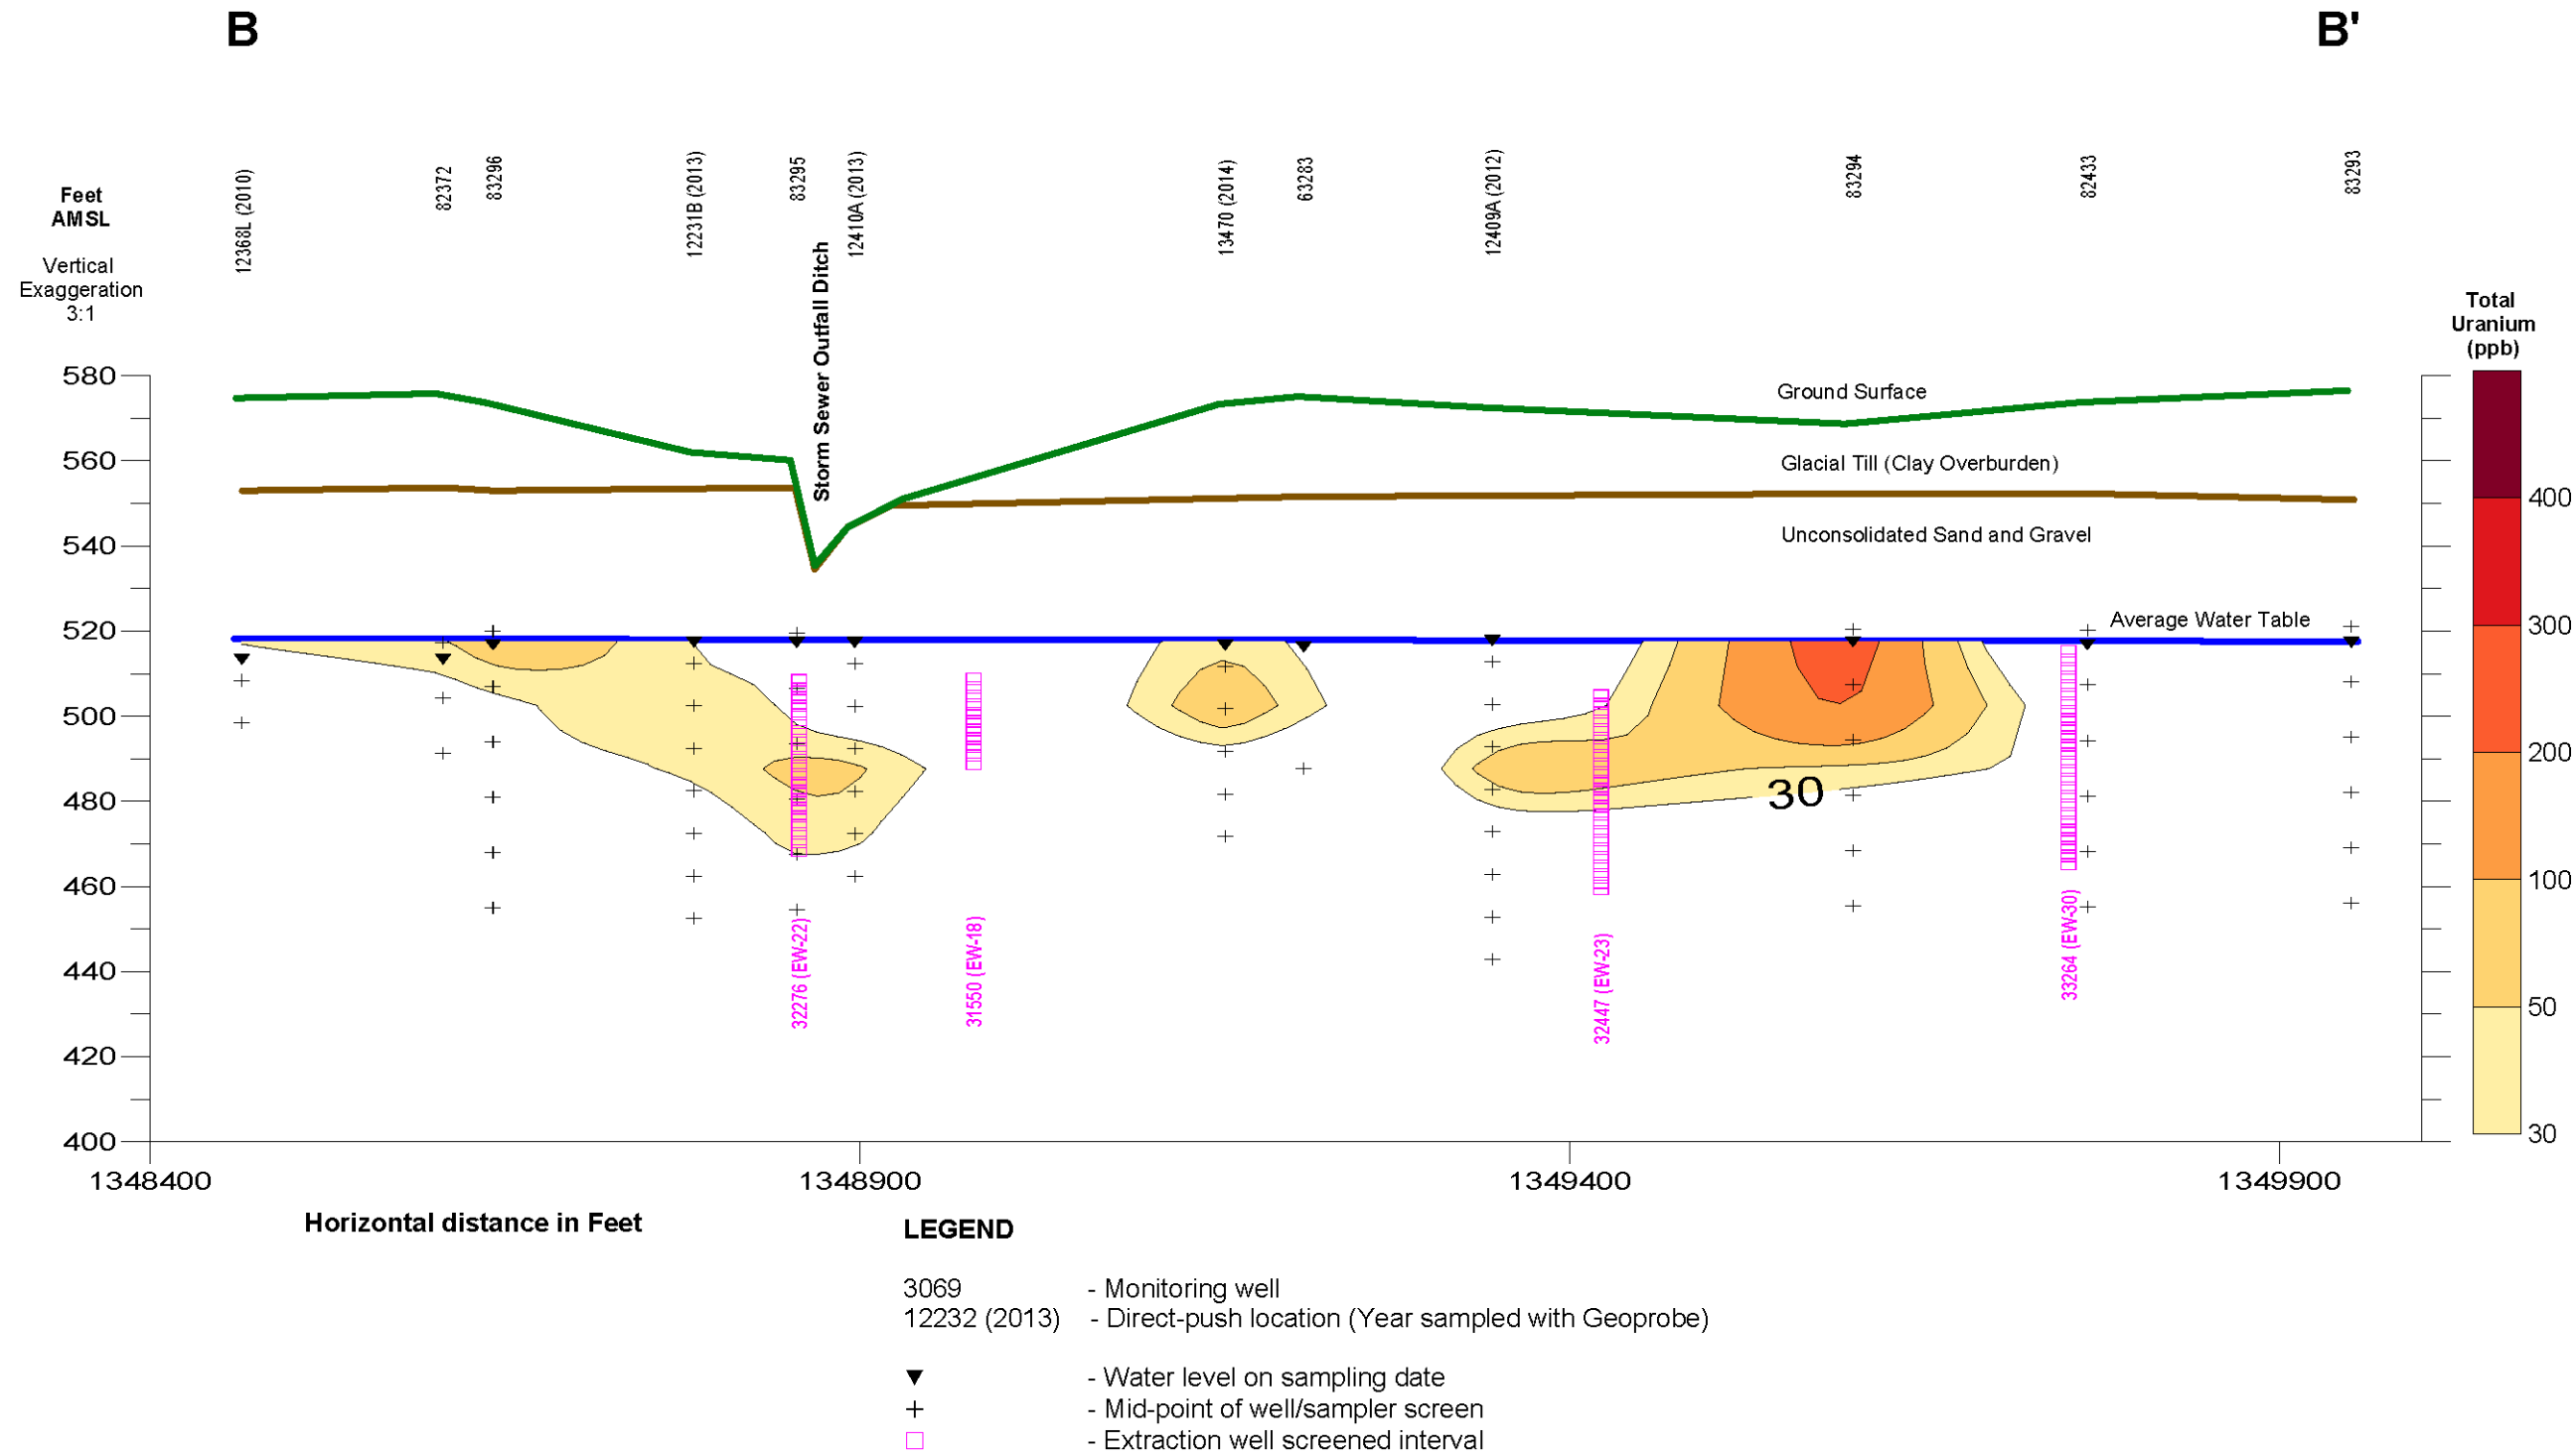 B
B'
12368L (2010)
82372
83296
12231B (2013)
83295
12410A (2013)
13470 (2014)
63283
12409A (2012)
83294
82433
83293
Feet
AMSL
Vertical
Exaggeration
3:1
Storm Sewer Outfall Ditch
Total
Uranium
(ppb)
580
560
540
520
500
480
460
440
420
400
Ground Surface
Glacial Till (Clay Overburden)
Unconsolidated Sand and Gravel
Average Water Table
30
32276 (EW-22)
31550 (EW-18)
32447 (EW-23)
33264 (EW-30)
400
300
200
100
50
30
1348400
1348900
1349400
1349900
Horizontal distance in Feet
LEGEND
3069 - Monitoring well
12232 (2013) - Direct-push location (Year sampled with Geoprobe)
- Water level on sampling date
- Mid-point of well/sampler screen
- Extraction well screened interval